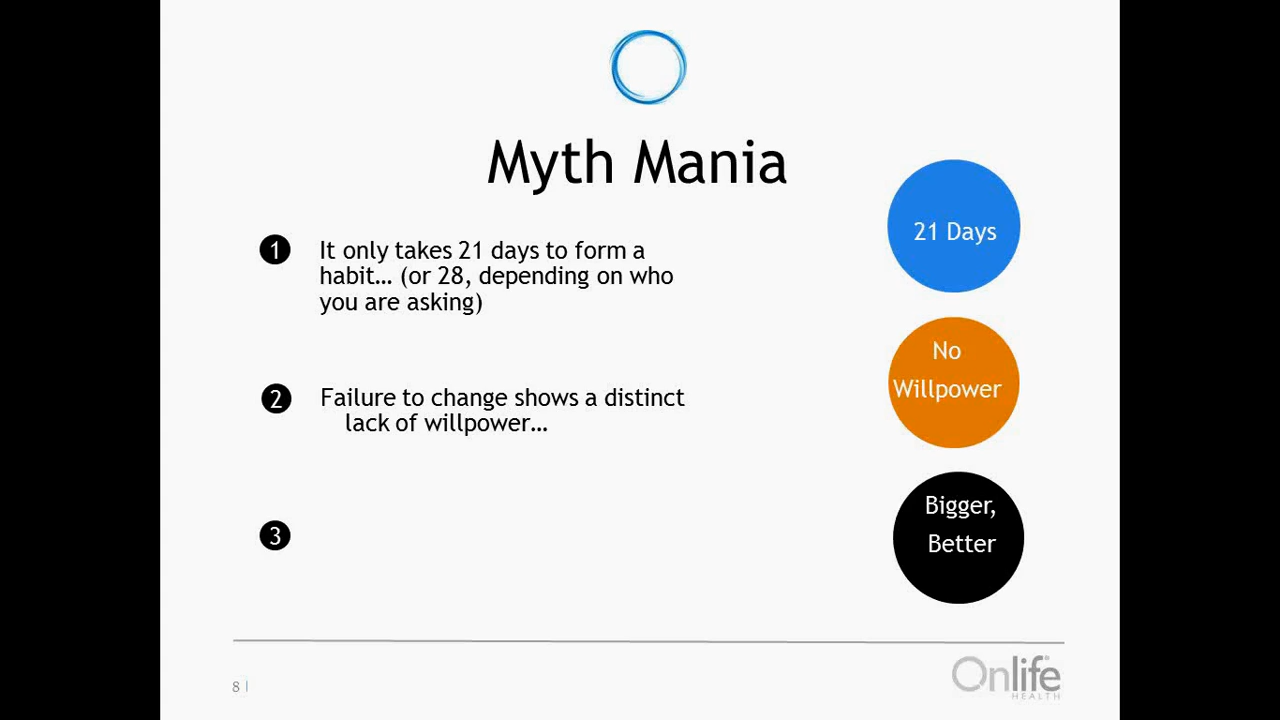 Myth Mania
1 It only takes 21 days to form a
habit… (or 28, depending on who
you are asking)
21 Days
2 Failure to change shows a distinct
lack of willpower…
No
Willpower
3
Bigger,
Better
8
Onlife
HEALTH